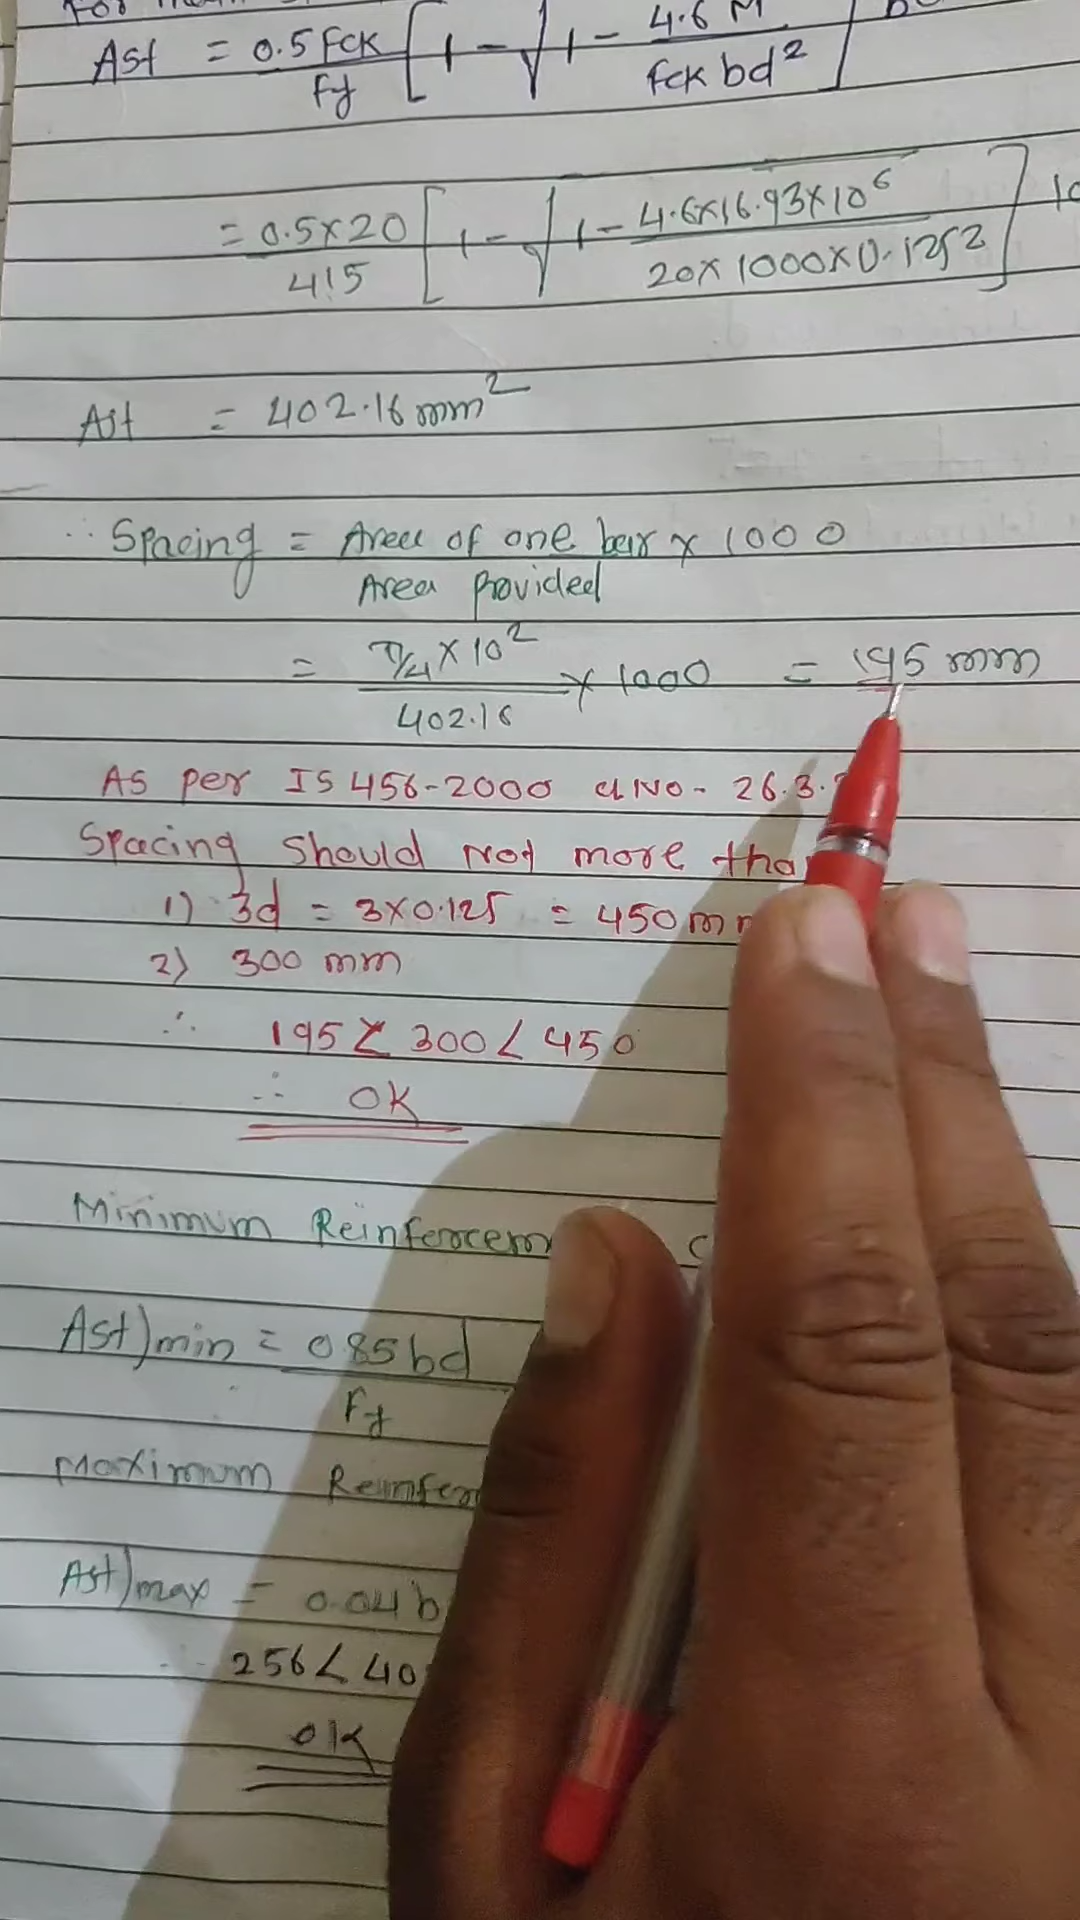 Ast = 0.5 Fck / Fy [1 - √1 - 4.6 M / Fck bd²]
= 0.5×20 / 415 [1 - √1 - 4.6×16.93×10⁶ / 20×1000×0.125²]
Ast = 402.16 mm²
∴ Spacing = Area of one bar × 1000 / Area Provided
= π/4 × 10² / 402.16 × 1000 = 195 mm
As per IS 456-2000 cl No- 26.3.
Spacing should Not more
1) 3d = 3×0.125 = 450
2) 300 mm
∴ 195 < 300 < 450
∴ OK
Minimum
Ast)min = 0.85 bd / Fy
Maximum
Ast)max = 0.04 b
256 <
OK